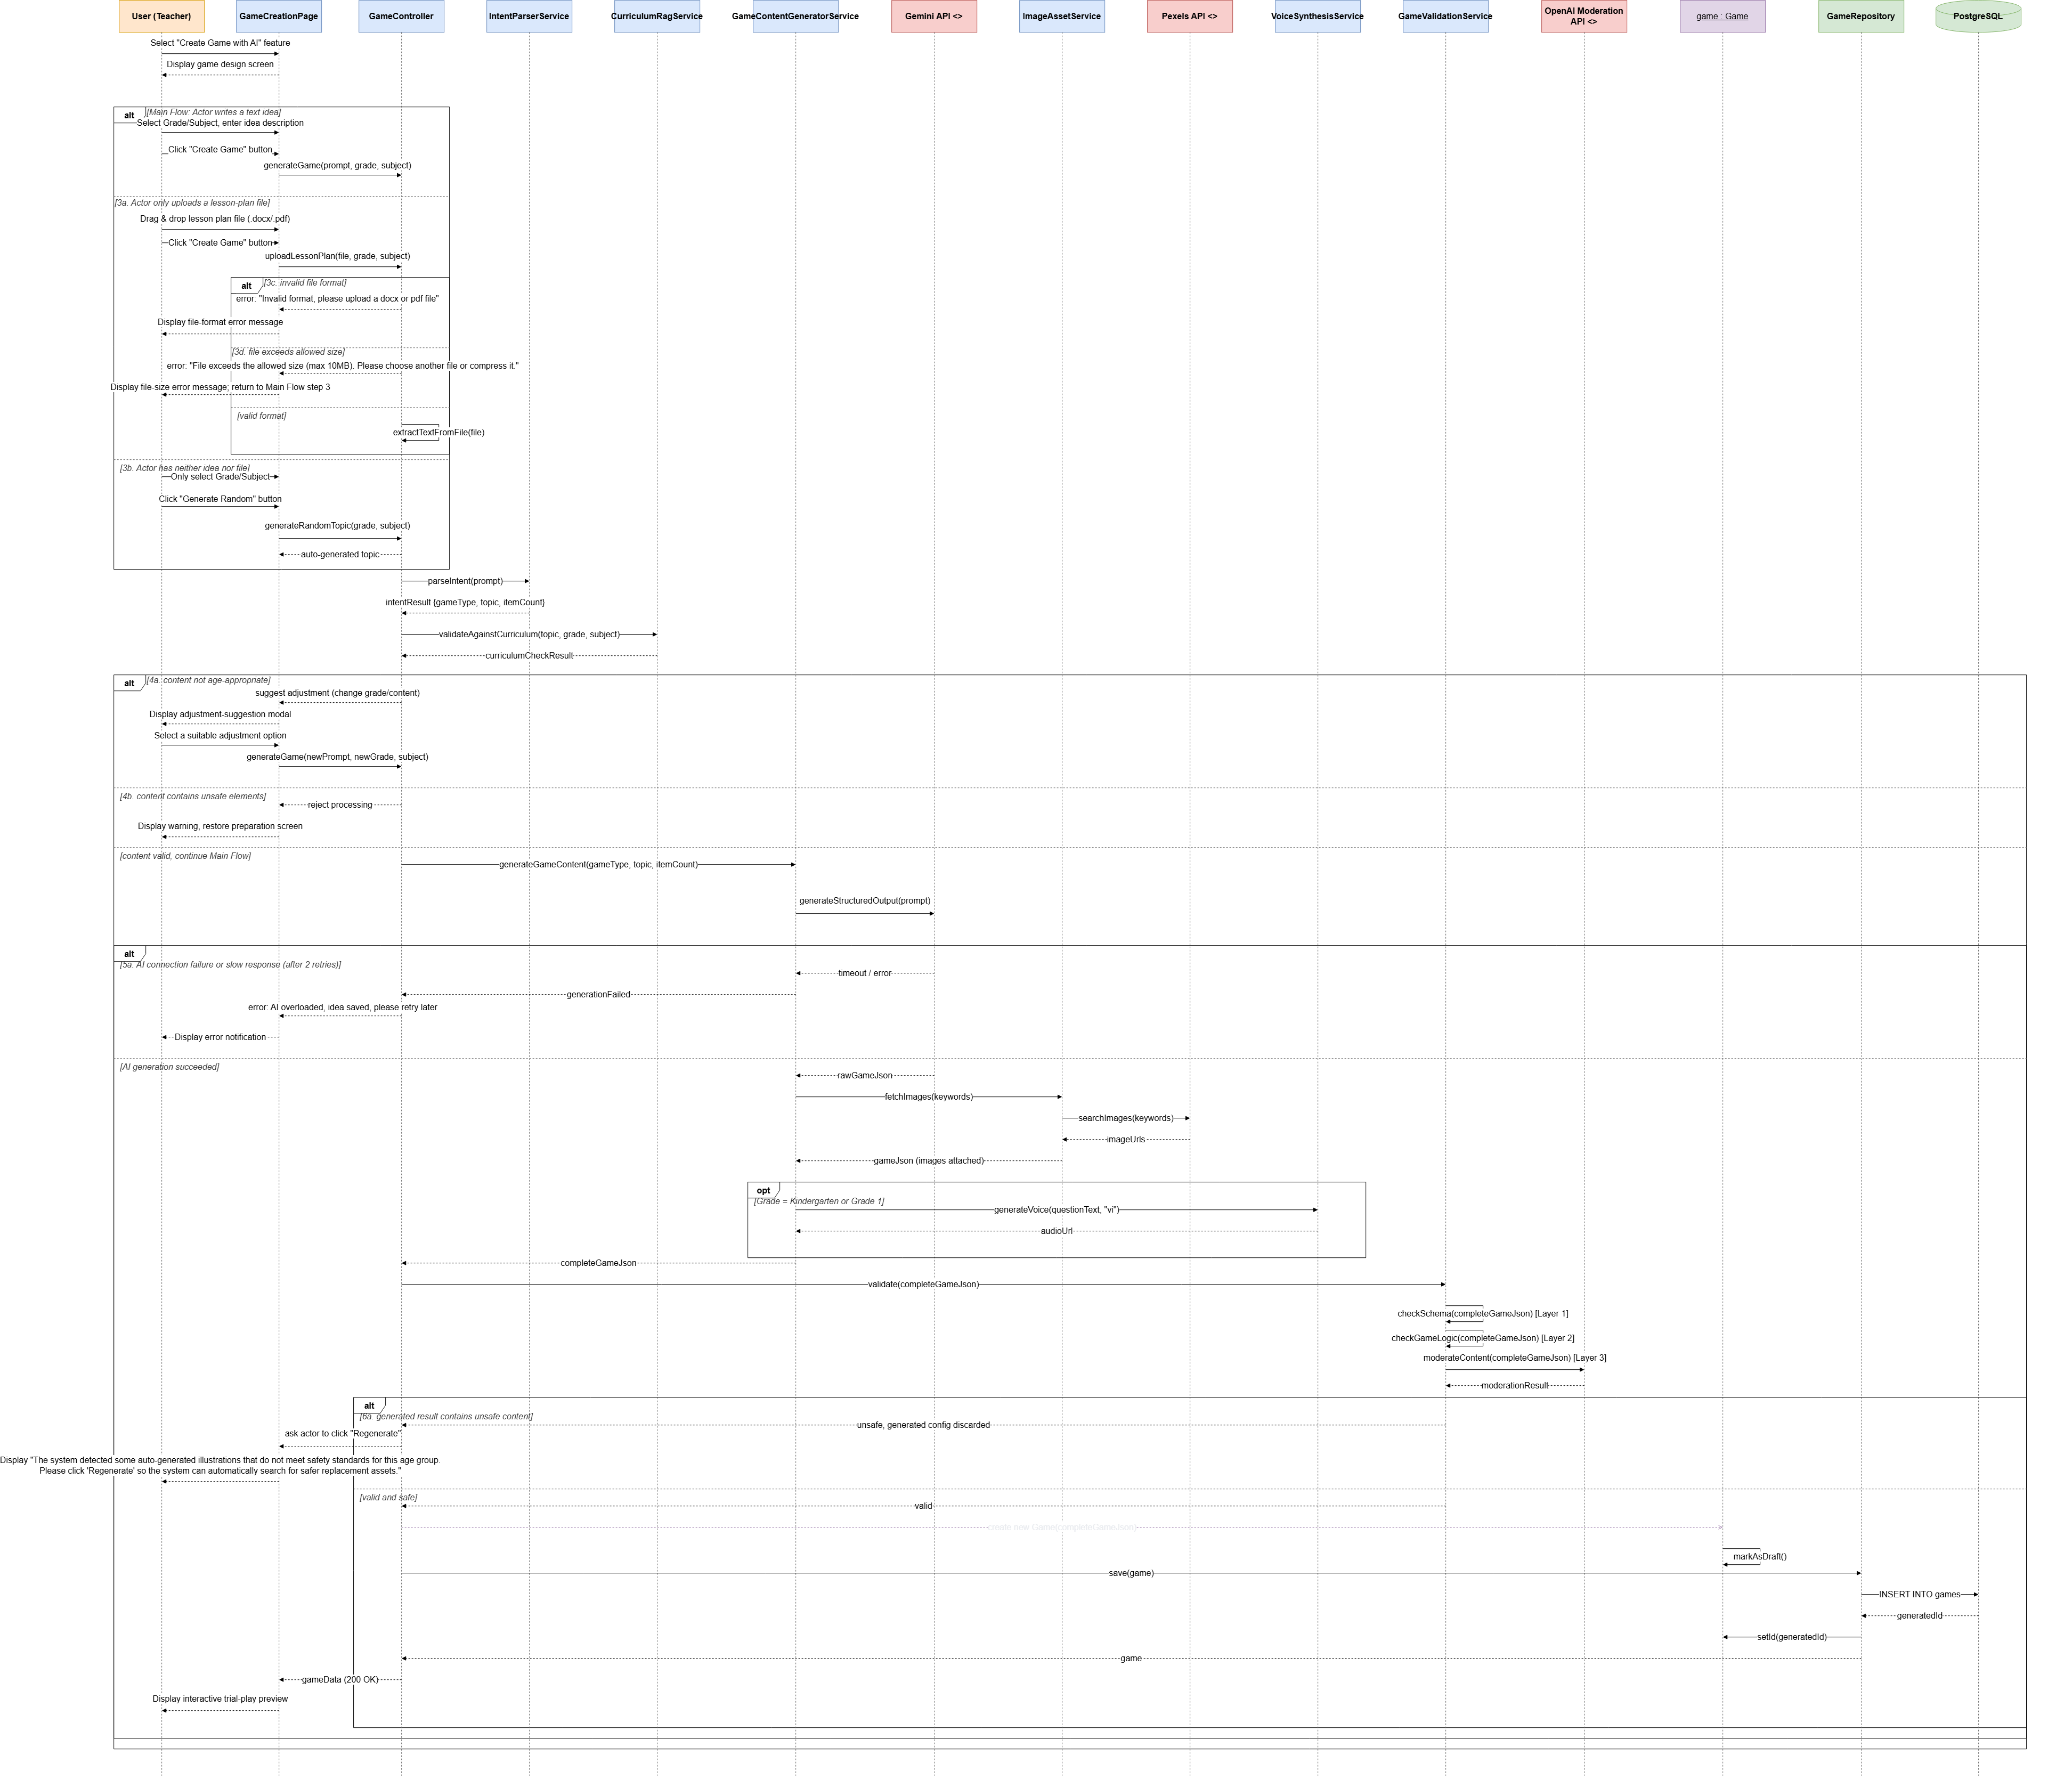 User (Teacher)
GameCreationPage
GameController
IntentParserService
CurriculumRagService
GameContentGeneratorService
Gemini API <>
ImageAssetService
Pexels API <>
VoiceSynthesisService
GameValidationService
OpenAI Moderation
API <>
game : Game
GameRepository
PostgreSQL
Select "Create Game with AI" feature
Display game design screen
alt
[Main Flow: Actor writes a text idea]
Select Grade/Subject, enter idea description
Click "Create Game" button
generateGame(prompt, grade, subject)
[3a. Actor only uploads a lesson-plan file]
Drag & drop lesson plan file (.docx/.pdf)
Click "Create Game" button
uploadLessonPlan(file, grade, subject)
alt
[3c. invalid file format]
error: "Invalid format, please upload a docx or pdf file"
Display file-format error message
[3d. file exceeds allowed size]
error: "File exceeds the allowed size (max 10MB). Please choose another file or compress it."
Display file-size error message; return to Main Flow step 3
[valid format]
extractTextFromFile(file)
[3b. Actor has neither idea nor file]
Only select Grade/Subject
Click "Generate Random" button
generateRandomTopic(grade, subject)
auto-generated topic
parseIntent(prompt)
intentResult {gameType, topic, itemCount}
validateAgainstCurriculum(topic, grade, subject)
curriculumCheckResult
alt
[4a. content not age-appropriate]
suggest adjustment (change grade/content)
Display adjustment-suggestion modal
Select a suitable adjustment option
generateGame(newPrompt, newGrade, subject)
[4b. content contains unsafe elements]
reject processing
Display warning, restore preparation screen
[content valid, continue Main Flow]
generateGameContent(gameType, topic, itemCount)
generateStructuredOutput(prompt)
alt
[5a. AI connection failure or slow response (after 2 retries)]
timeout / error
generationFailed
error: AI overloaded, idea saved, please retry later
Display error notification
[AI generation succeeded]
rawGameJson
fetchImages(keywords)
searchImages(keywords)
imageUrls
gameJson (images attached)
opt
[Grade = Kindergarten or Grade 1]
generateVoice(questionText, "vi")
audioUrl
completeGameJson
validate(completeGameJson)
checkSchema(completeGameJson) [Layer 1]
checkGameLogic(completeGameJson) [Layer 2]
moderateContent(completeGameJson) [Layer 3]
moderationResult
alt
[6a. generated result contains unsafe content]
unsafe, generated config discarded
ask actor to click "Regenerate"
Display "The system detected some auto-generated illustrations that do not meet safety standards for this age group.
Please click 'Regenerate' so the system can automatically search for safer replacement assets."
[valid and safe]
valid
markAsDraft()
save(game)
INSERT INTO games
generatedId
setId(generatedId)
game
gameData (200 OK)
Display interactive trial-play preview